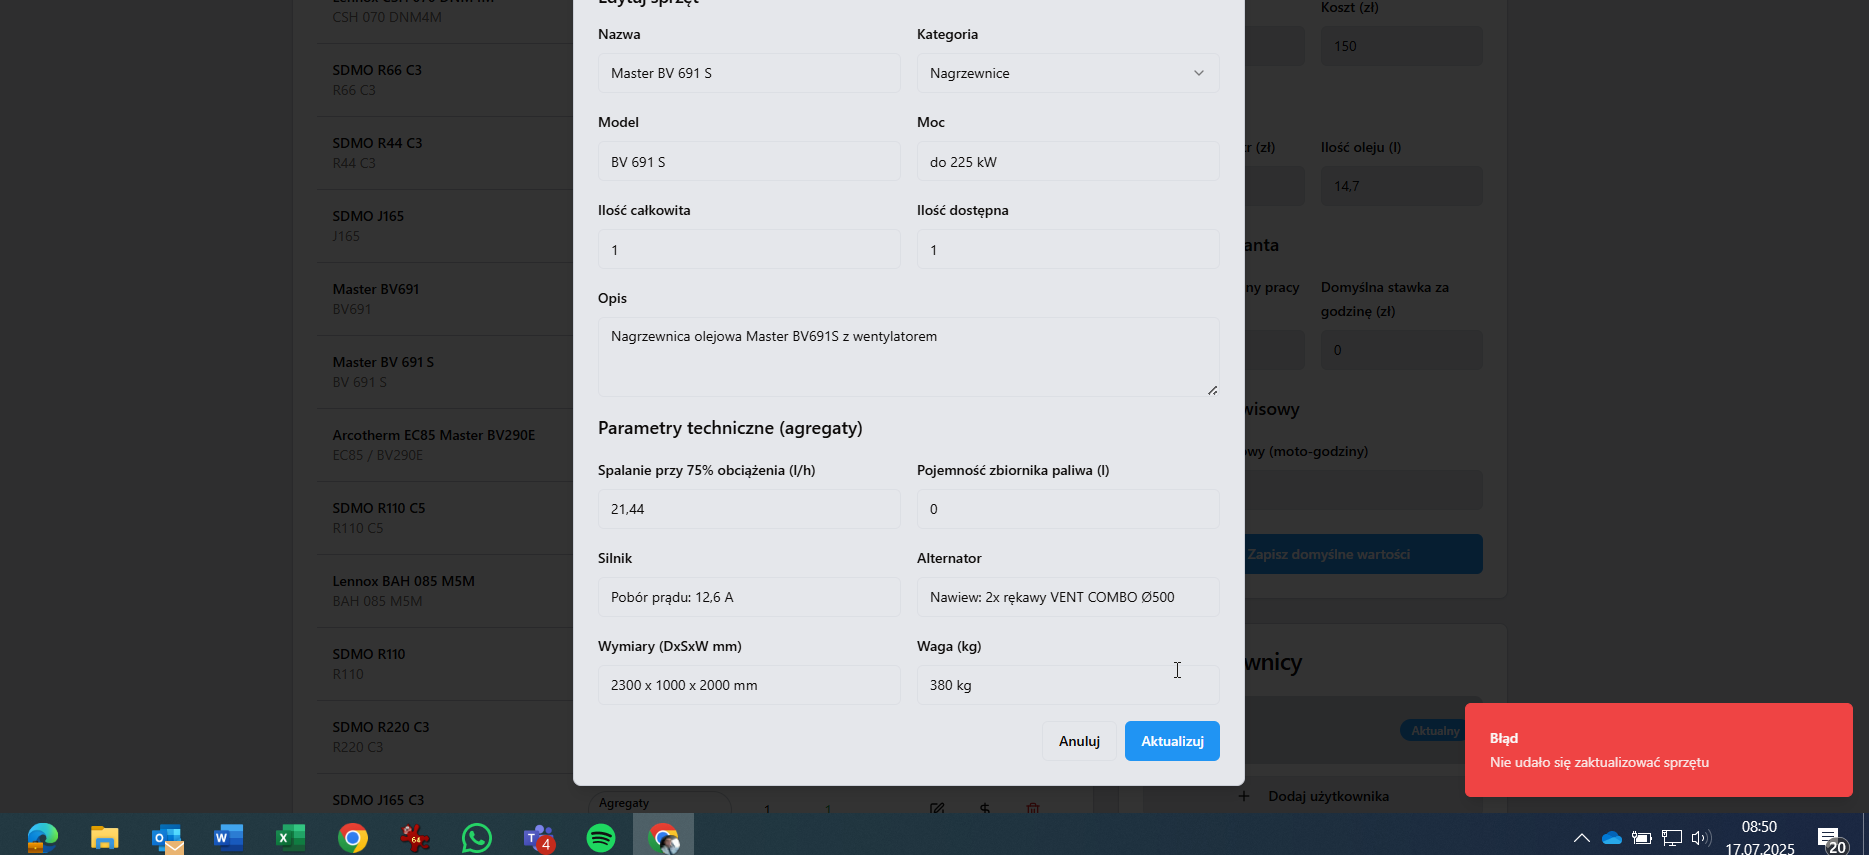 Lennox CSH 070 DNM4M
CSH 070 DNM4M
SDMO R66 C3
R66 C3
SDMO R44 C3
R44 C3
SDMO J165
J165
Master BV691
BV691
Master BV 691 S
BV 691 S
Arcotherm EC85 Master BV290E
EC85 / BV290E
SDMO R110 C5
R110 C5
Lennox BAH 085 M5M
BAH 085 M5M
SDMO R110
R110
SDMO R220 C3
R220 C3
SDMO J165 C3
Edytuj sprzęt
Nazwa
Kategoria
Master BV 691 S
Nagrzewnice
Model
Moc
BV 691 S
do 225 kW
Ilość całkowita
Ilość dostępna
1
1
Opis
Nagrzewnica olejowa Master BV691S z wentylatorem
Parametry techniczne (agregaty)
Spalanie przy 75% obciążenia (l/h)
Pojemność zbiornika paliwa (l)
21,44
0
Silnik
Alternator
Pobór prądu: 12,6 A
Nawiew: 2x rękawy VENT COMBO Ø500
Wymiary (DxSxW mm)
Waga (kg)
2300 x 1000 x 2000 mm
380 kg
Anuluj
Aktualizuj
Agregaty
1
1
$
Koszt (zł)
150
r (zł)
Ilość oleju (l)
14,7
anta
ny pracy
Domyślna stawka za
godzinę (zł)
0
wisowy
wy (moto-godziny)
Zapisz domyślne wartości
wnicy
Aktualny
+ Dodaj użytkownika
Błąd
Nie udało się zaktualizować sprzętu
64
4
08:50
17.07.2025
20